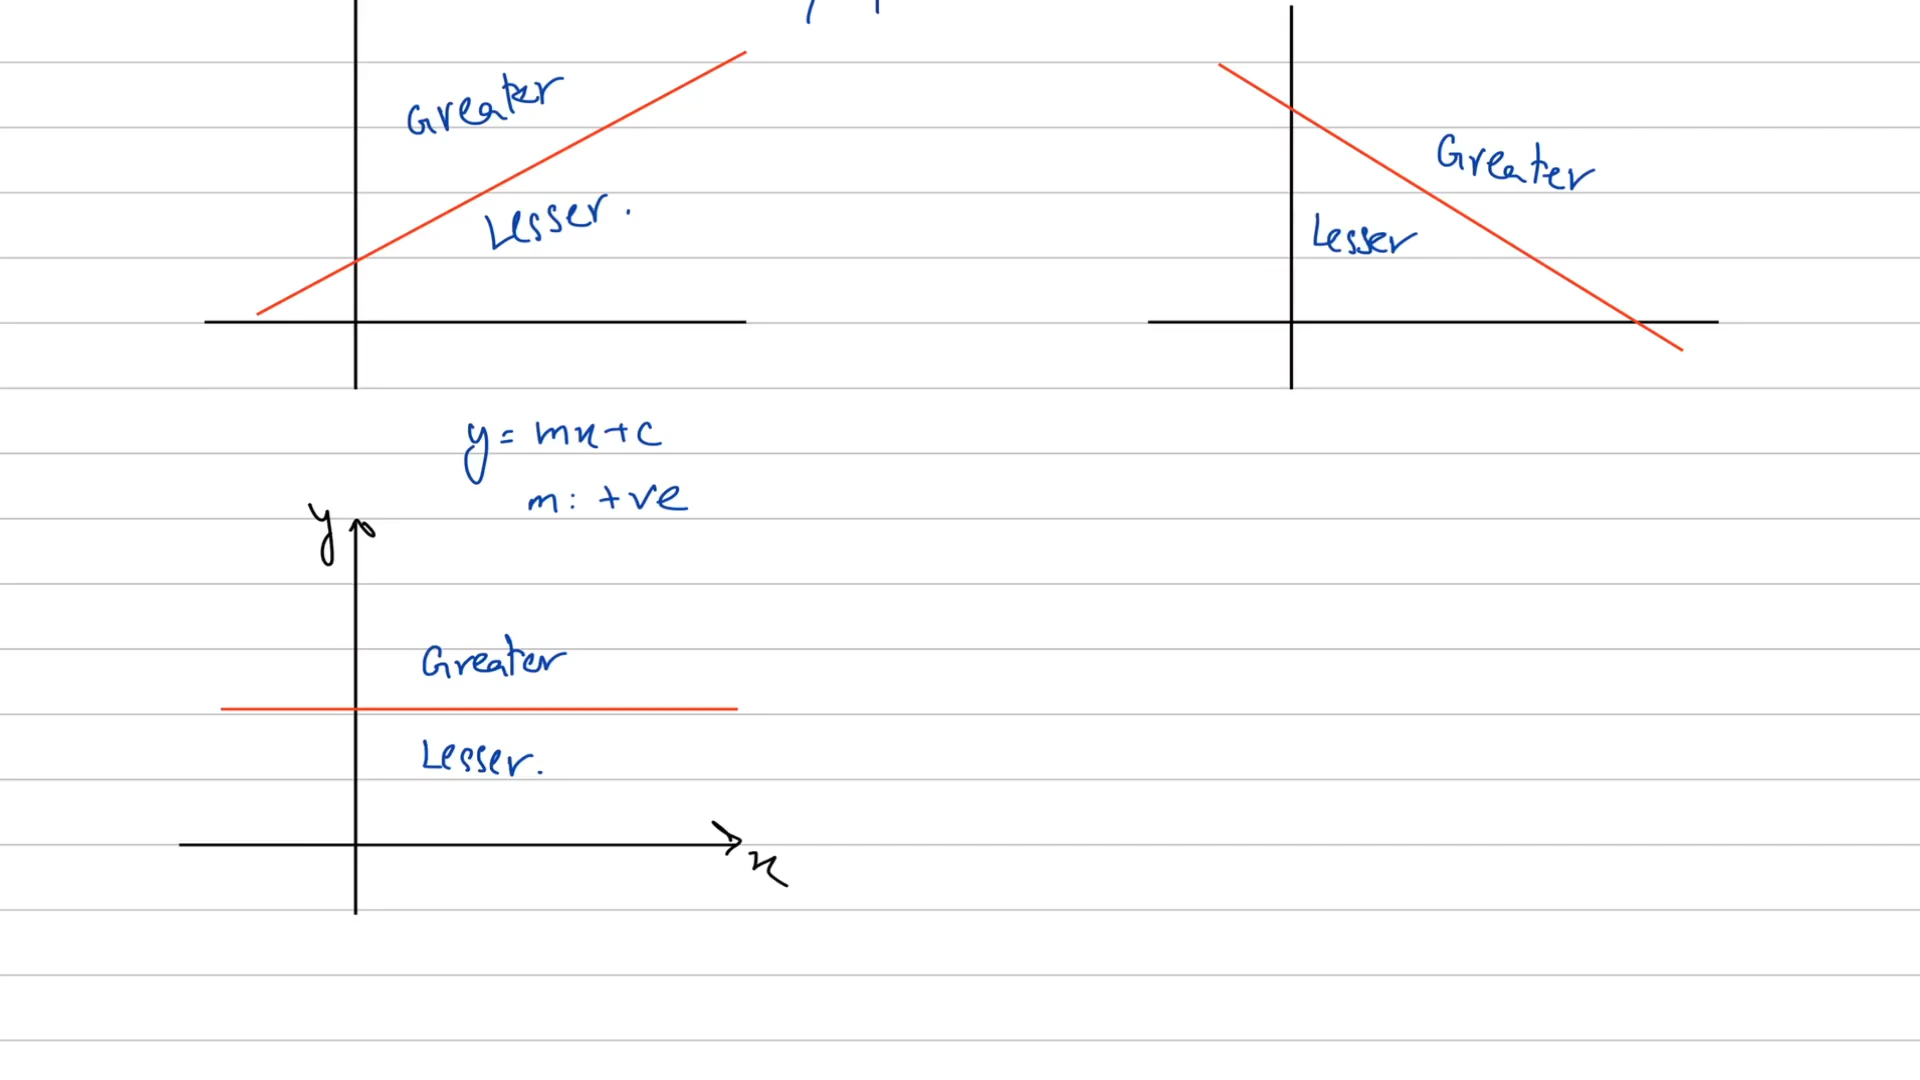 Greater
Lesser.
Greater
Lesser
y = mx+c
m: +ve
y
Greater
Lesser.
x